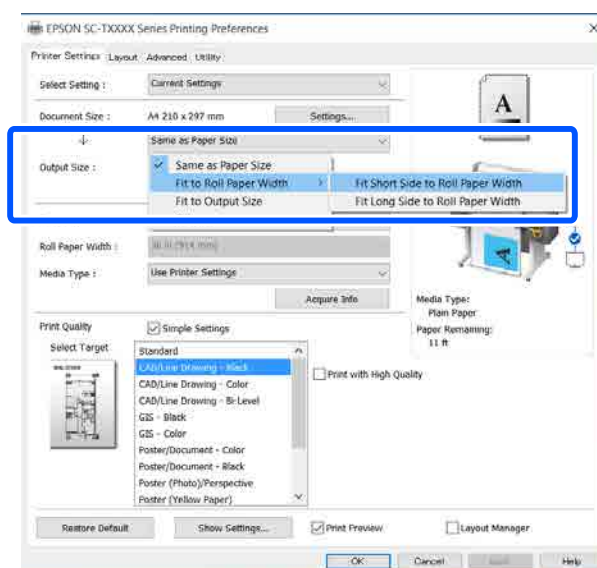 EPSON SC-TXXXX Series Printing Preferences
Printer Settings Layout Advanced Utility
Select Setting : Current Settings
Document Size : A4 210 x 297 mm Settings...
Same as Paper Size
Output Size : Same as Paper Size
Fit to Roll Paper Width Fit Short Side to Roll Paper Width
Fit to Output Size Fit Long Side to Roll Paper Width
A
Roll Paper Width :
Media Type : Use Printer Settings
Acquire Info
Media Type:
Plain Paper
Paper Remaining:
11 ft
Print Quality Simple Settings
Select Target
Standard
CAD/Line Drawing - Black
CAD/Line Drawing - Color
CAD/Line Drawing - Bi-Level
GIS - Black
GIS - Color
Poster/Document - Color
Poster/Document - Black
Poster (Photo)/Perspective
Poster (Yellow Paper)
Print with High Quality
Restore Default Show Settings... Print Preview Layout Manager
OK Cancel Help